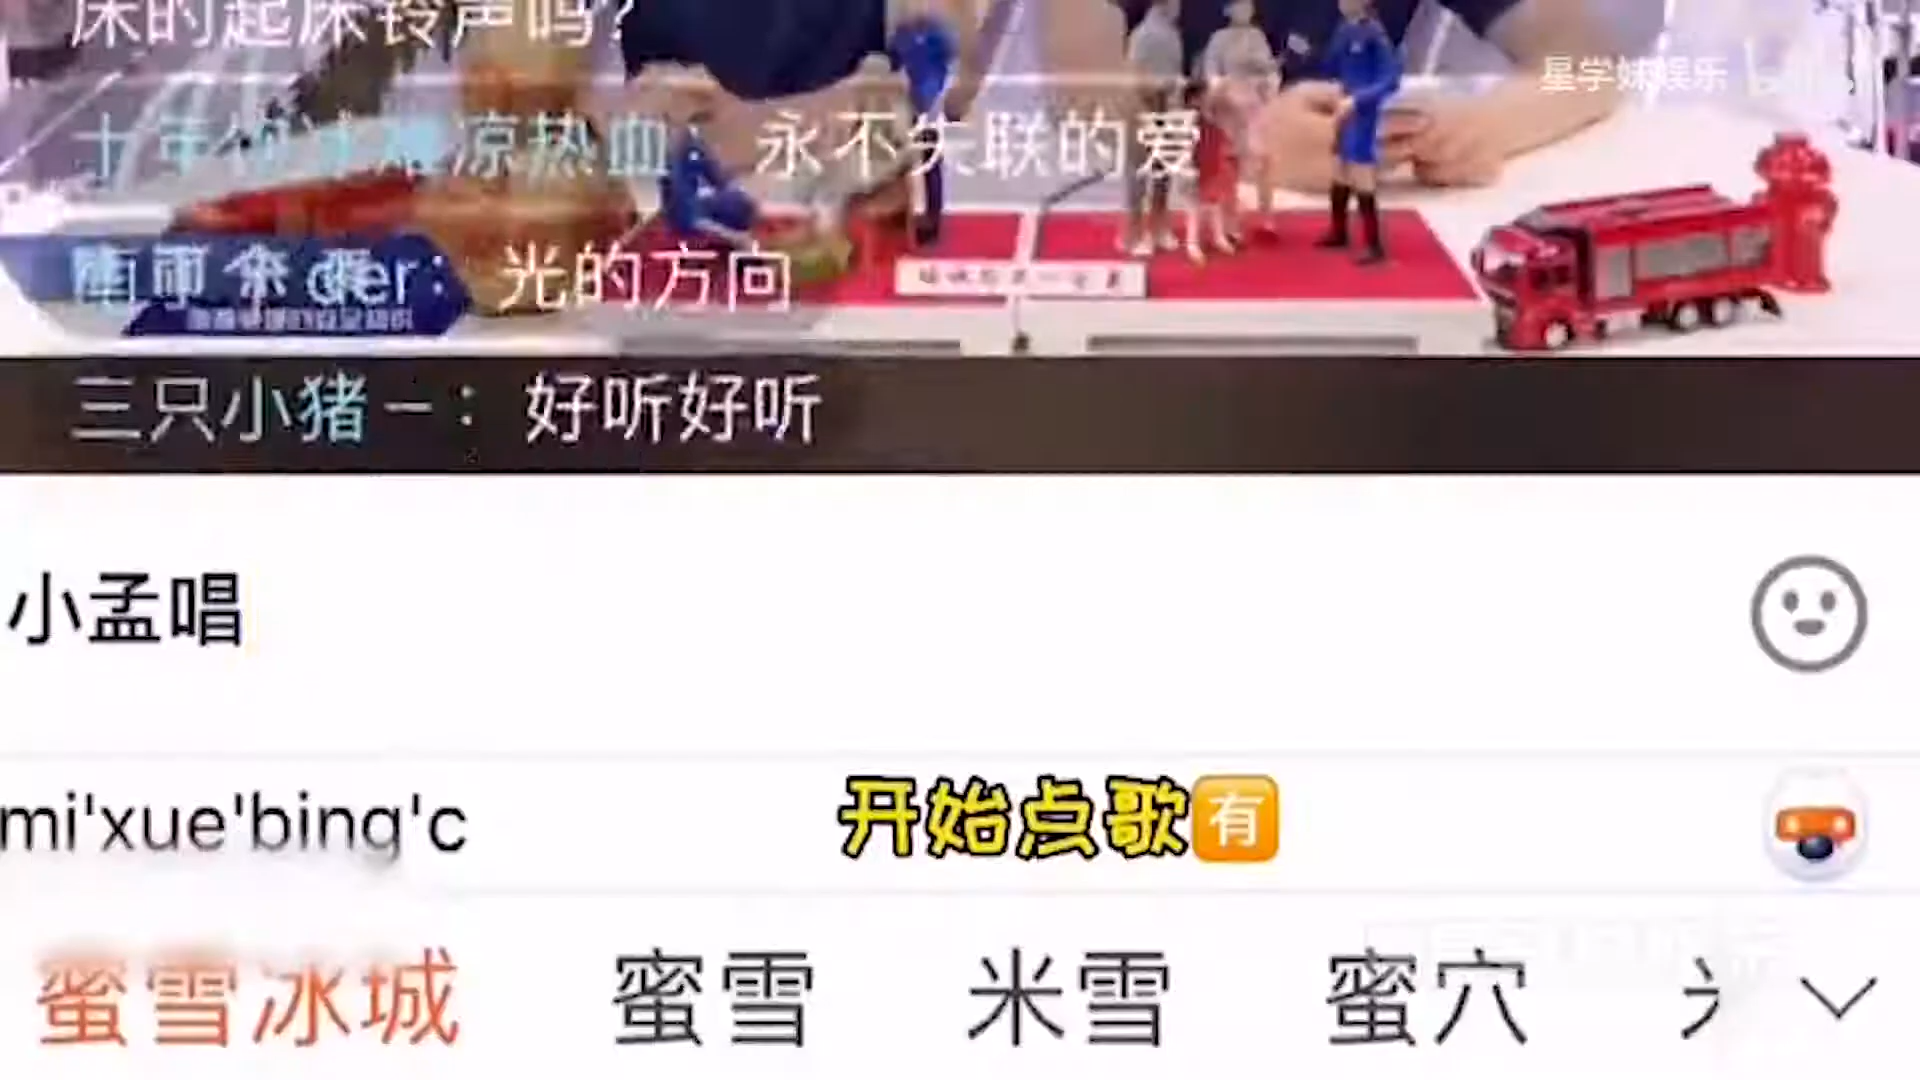 床的起床铃声吗？
星学妹娱乐
凉热血： 永不失联的爱
der： 光的方向
三只小猪一： 好听好听
小孟唱
mi'xue'bing'c
开始点歌有
蜜雪冰城 蜜雪 米雪 蜜穴